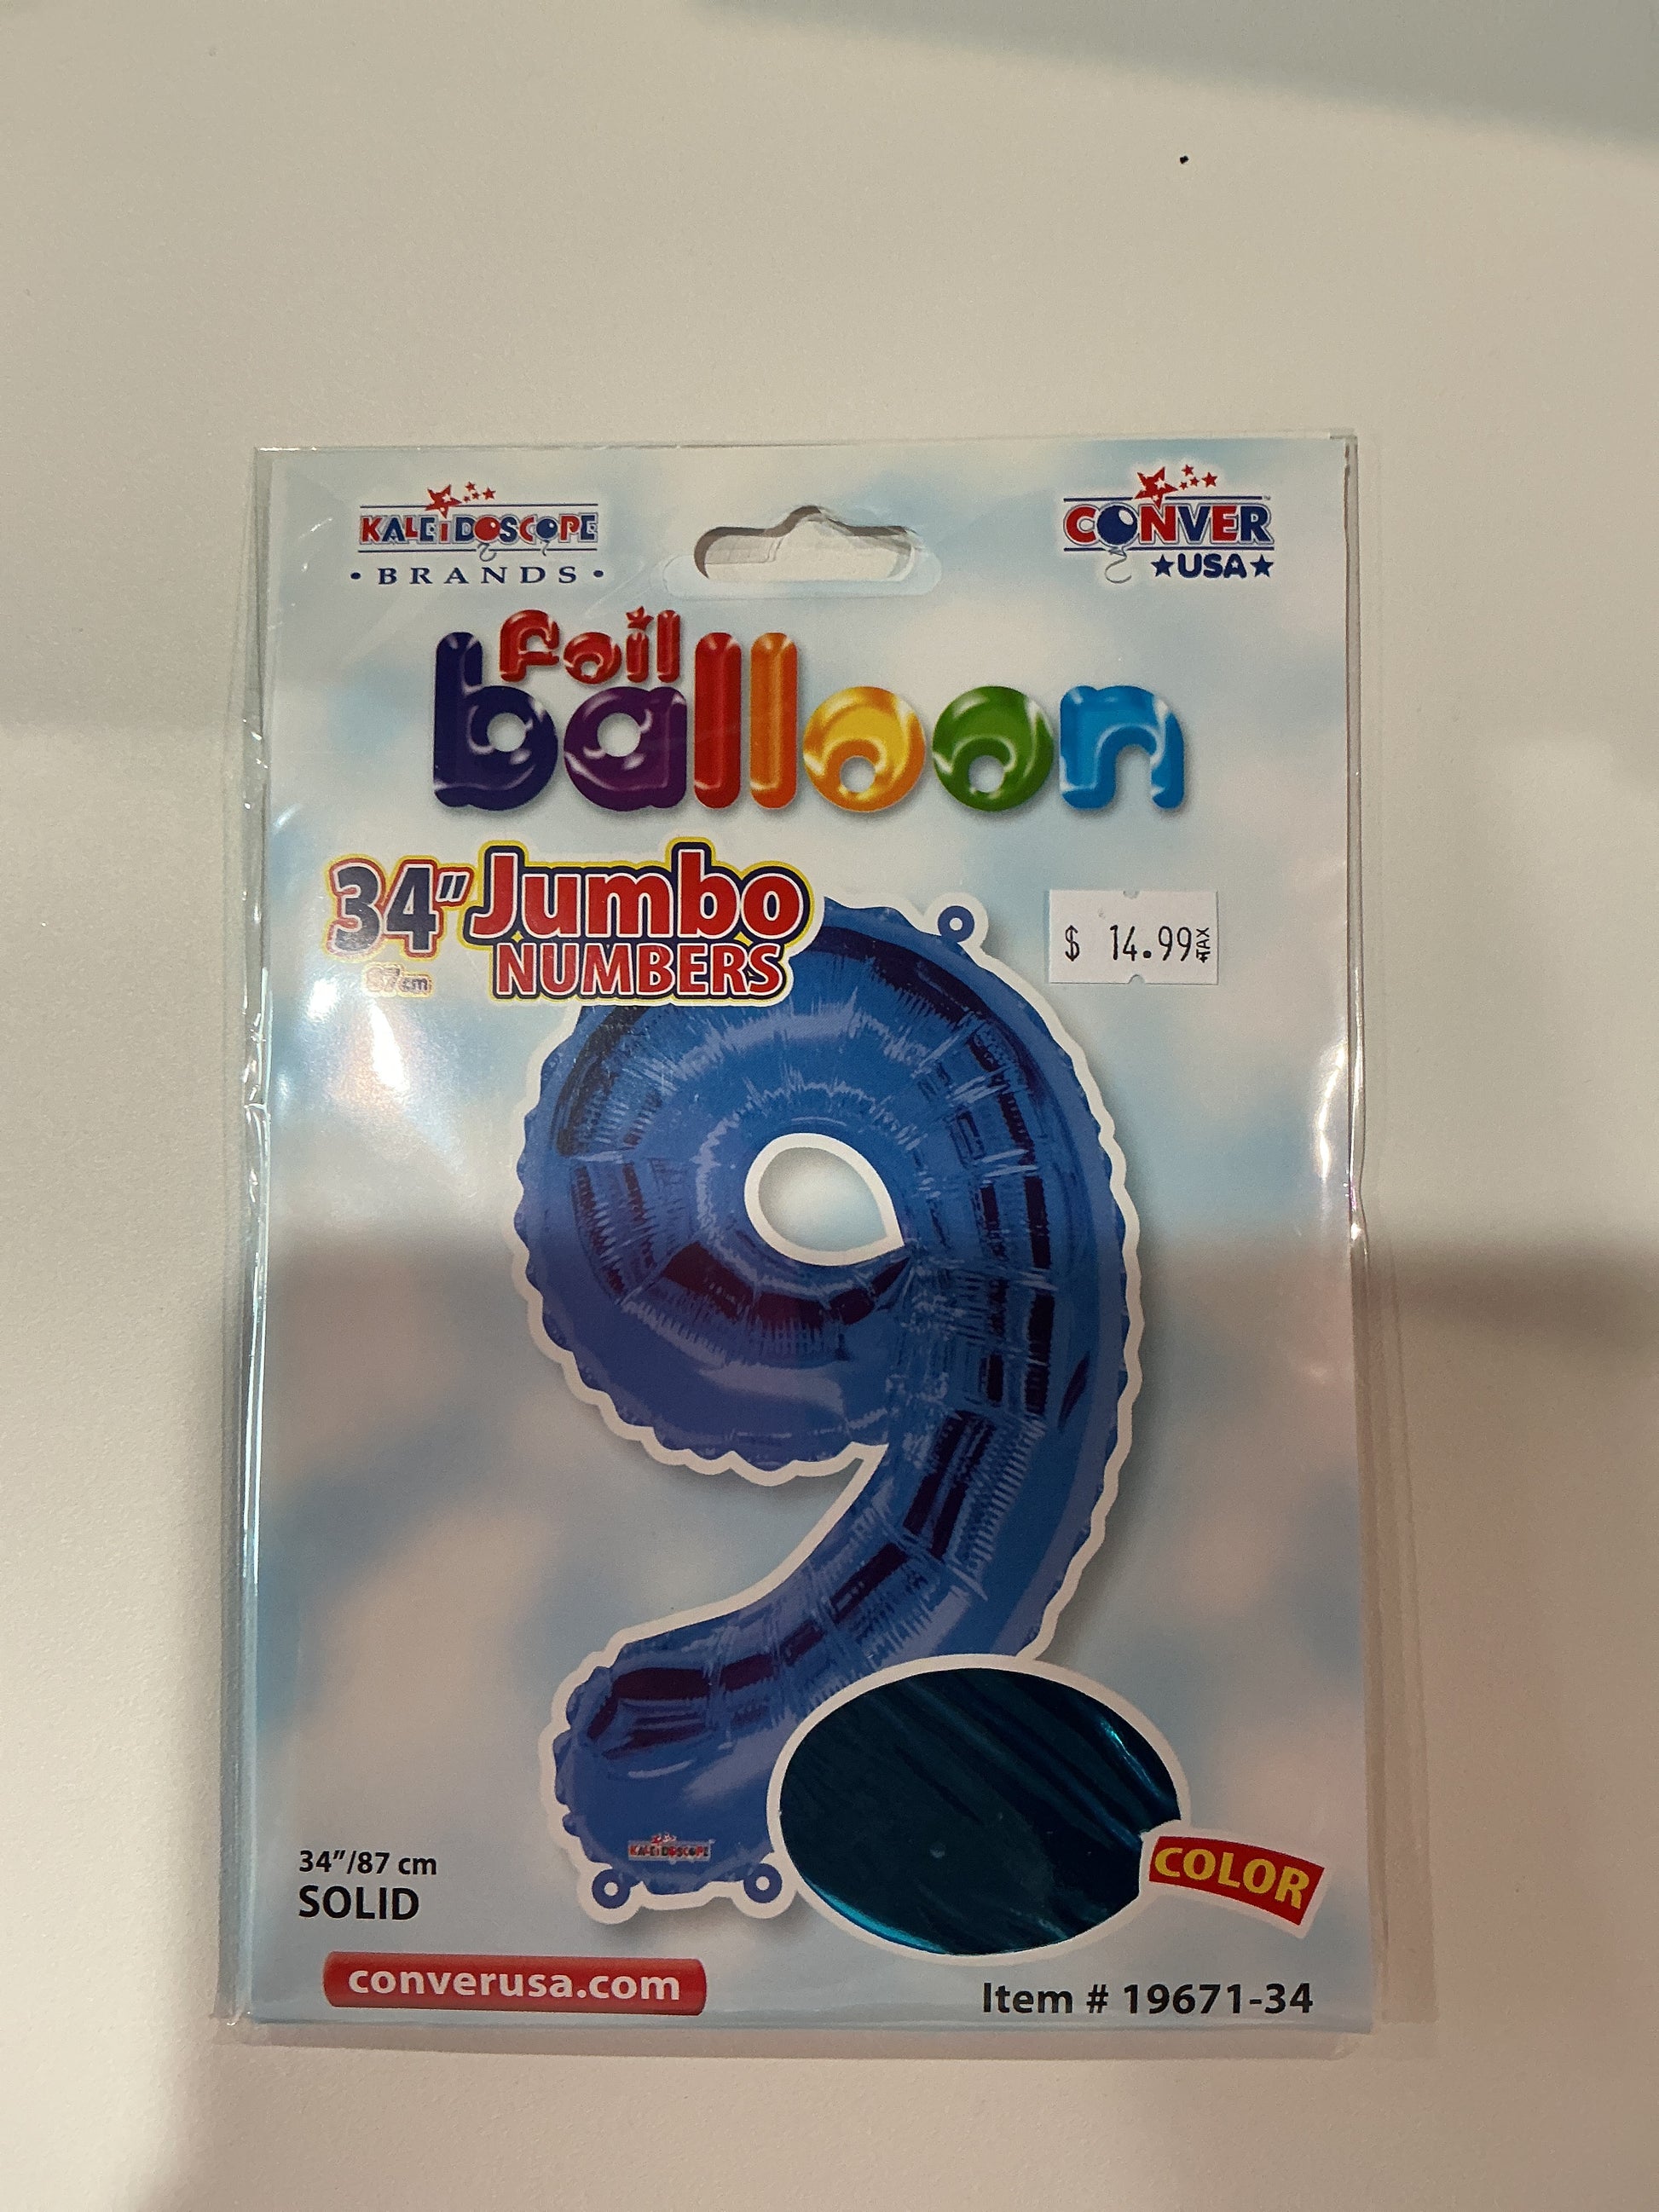 KALEIDOSCOPE
• BRANDS •
CONVER
★USA★
foil
balloon
34" Jumbo
87cm NUMBERS
$ 14.99+TAX
KALEIDOSCOPE
34"/87 cm
SOLID
COLOR
converusa.com
Item # 19671-34